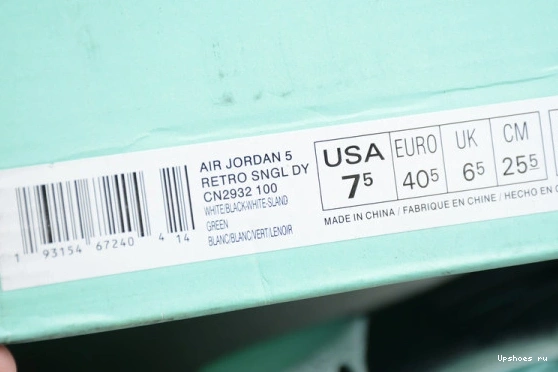 AIR JORDAN 5
RETRO SNGL DY
CN2932 100
WHITE/BLACK-WHITE-SLAND
GREEN
BLANC/BLANC/VERT/LENOIR
1 93154 67240 4 14
USA EURO UK CM
7⁵ 40⁵ 6⁵ 25⁵
MADE IN CHINA / FABRIQUE EN CHINE / HECHO EN
Upshoes ru